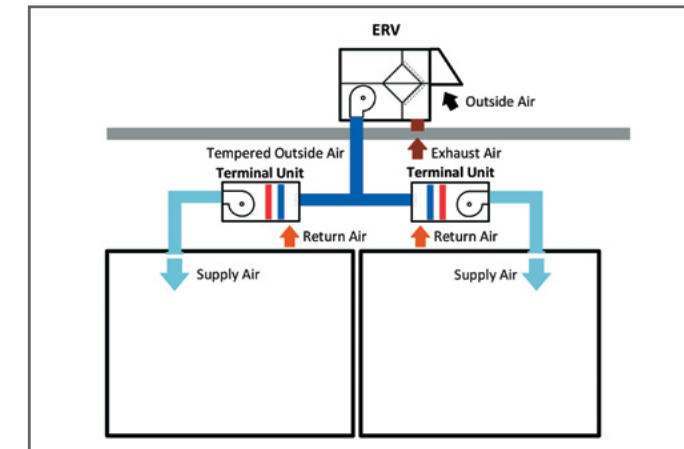 ERV
Outside Air
Tempered Outside Air
Exhaust Air
Terminal Unit
Terminal Unit
Return Air
Return Air
Supply Air
Supply Air